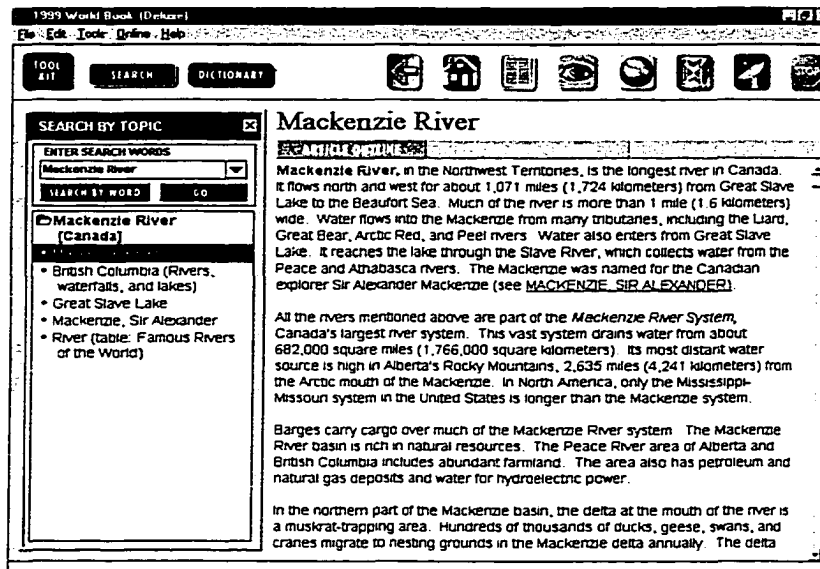 1999 World Book (Deluxe)
File Edit Tools Online Help
TOOL KIT
SEARCH
DICTIONARY
SEARCH BY TOPIC
ENTER SEARCH WORDS
Mackenzie River
SEARCH BY WORD
GO
Mackenzie River
[Canada]
• British Columbia (Rivers,
waterfalls, and lakes)
• Great Slave Lake
• Mackenzie, Sir Alexander
• River (table: Famous Rivers
of the World)
Mackenzie River
ARTICLE OUTLINE
Mackenzie River, in the Northwest Territories, is the longest river in Canada.
It flows north and west for about 1,071 miles (1,724 kilometers) from Great Slave
Lake to the Beaufort Sea. Much of the river is more than 1 mile (1.6 kilometers)
wide. Water flows into the Mackenzie from many tributaries, including the Liard,
Great Bear, Arctic Red, and Peel rivers. Water also enters from Great Slave
Lake. It reaches the lake through the Slave River, which collects water from the
Peace and Athabasca rivers. The Mackenzie was named for the Canadian
explorer Sir Alexander Mackenzie (see MACKENZIE, SIR ALEXANDER).
All the rivers mentioned above are part of the Mackenzie River System,
Canada's largest river system. This vast system drains water from about
682,000 square miles (1,766,000 square kilometers). Its most distant water
source is high in Alberta's Rocky Mountains, 2,635 miles (4,241 kilometers) from
the Arctic mouth of the Mackenzie. In North America, only the Mississippi-
Missouri system in the United States is longer than the Mackenzie system.
Barges carry cargo over much of the Mackenzie River system. The Mackenzie
River basin is rich in natural resources. The Peace River area of Alberta and
British Columbia includes abundant farmland. The area also has petroleum and
natural gas deposits and water for hydroelectric power.
In the northern part of the Mackenzie basin, the delta at the mouth of the river is
a muskrat-trapping area. Hundreds of thousands of ducks, geese, swans, and
cranes migrate to nesting grounds in the Mackenzie delta annually. The delta